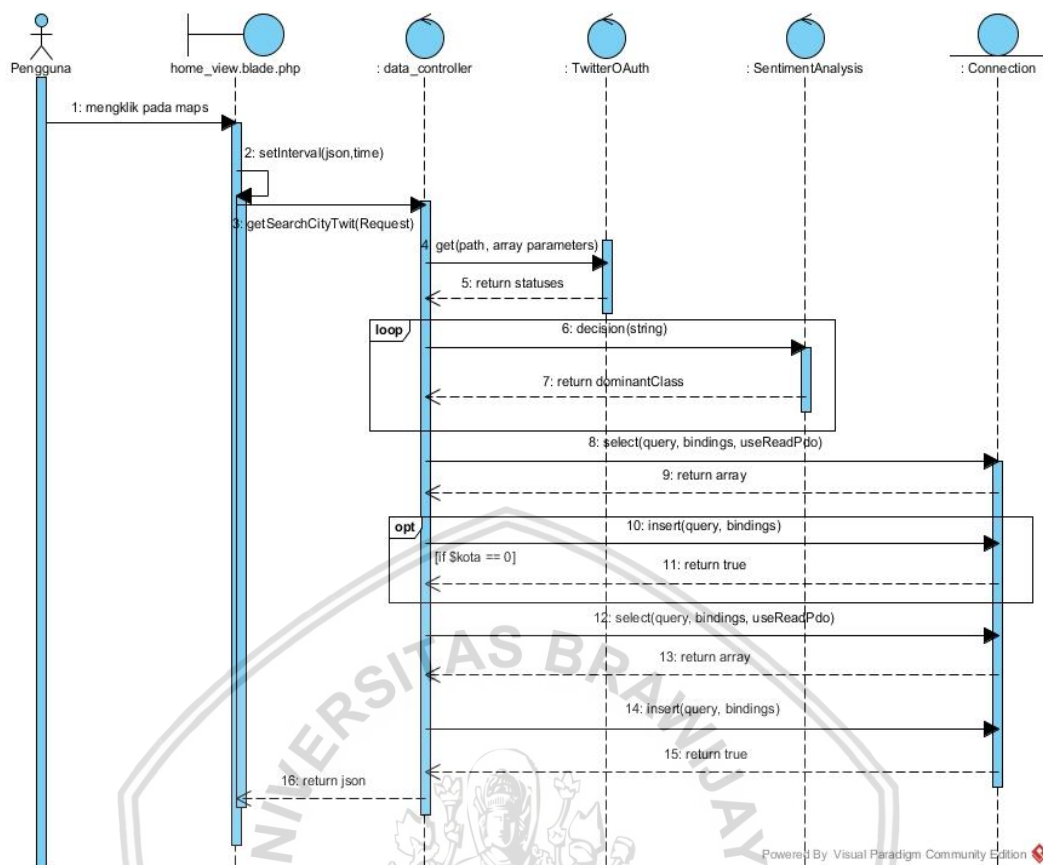 Pengguna
home_view.blade.php
: data_controller
: TwitterOAuth
: SentimentAnalysis
: Connection
1: mengklik pada maps
2: setInterval(json,time)
3: getSearchCityTwit(Request)
4 get(path, array parameters)
5: return statuses
loop
6: decision(string)
7: return dominantClass
8: select(query, bindings, useReadPdo)
9: return array
opt
10: insert(query, bindings)
[if $kota == 0]
11: return true
12: select(query, bindings, useReadPdo)
13: return array
14: insert(query, bindings)
15: return true
16: return json
NIVERSITAS BRAWIJAY
Powered By Visual Paradigm Community Edition